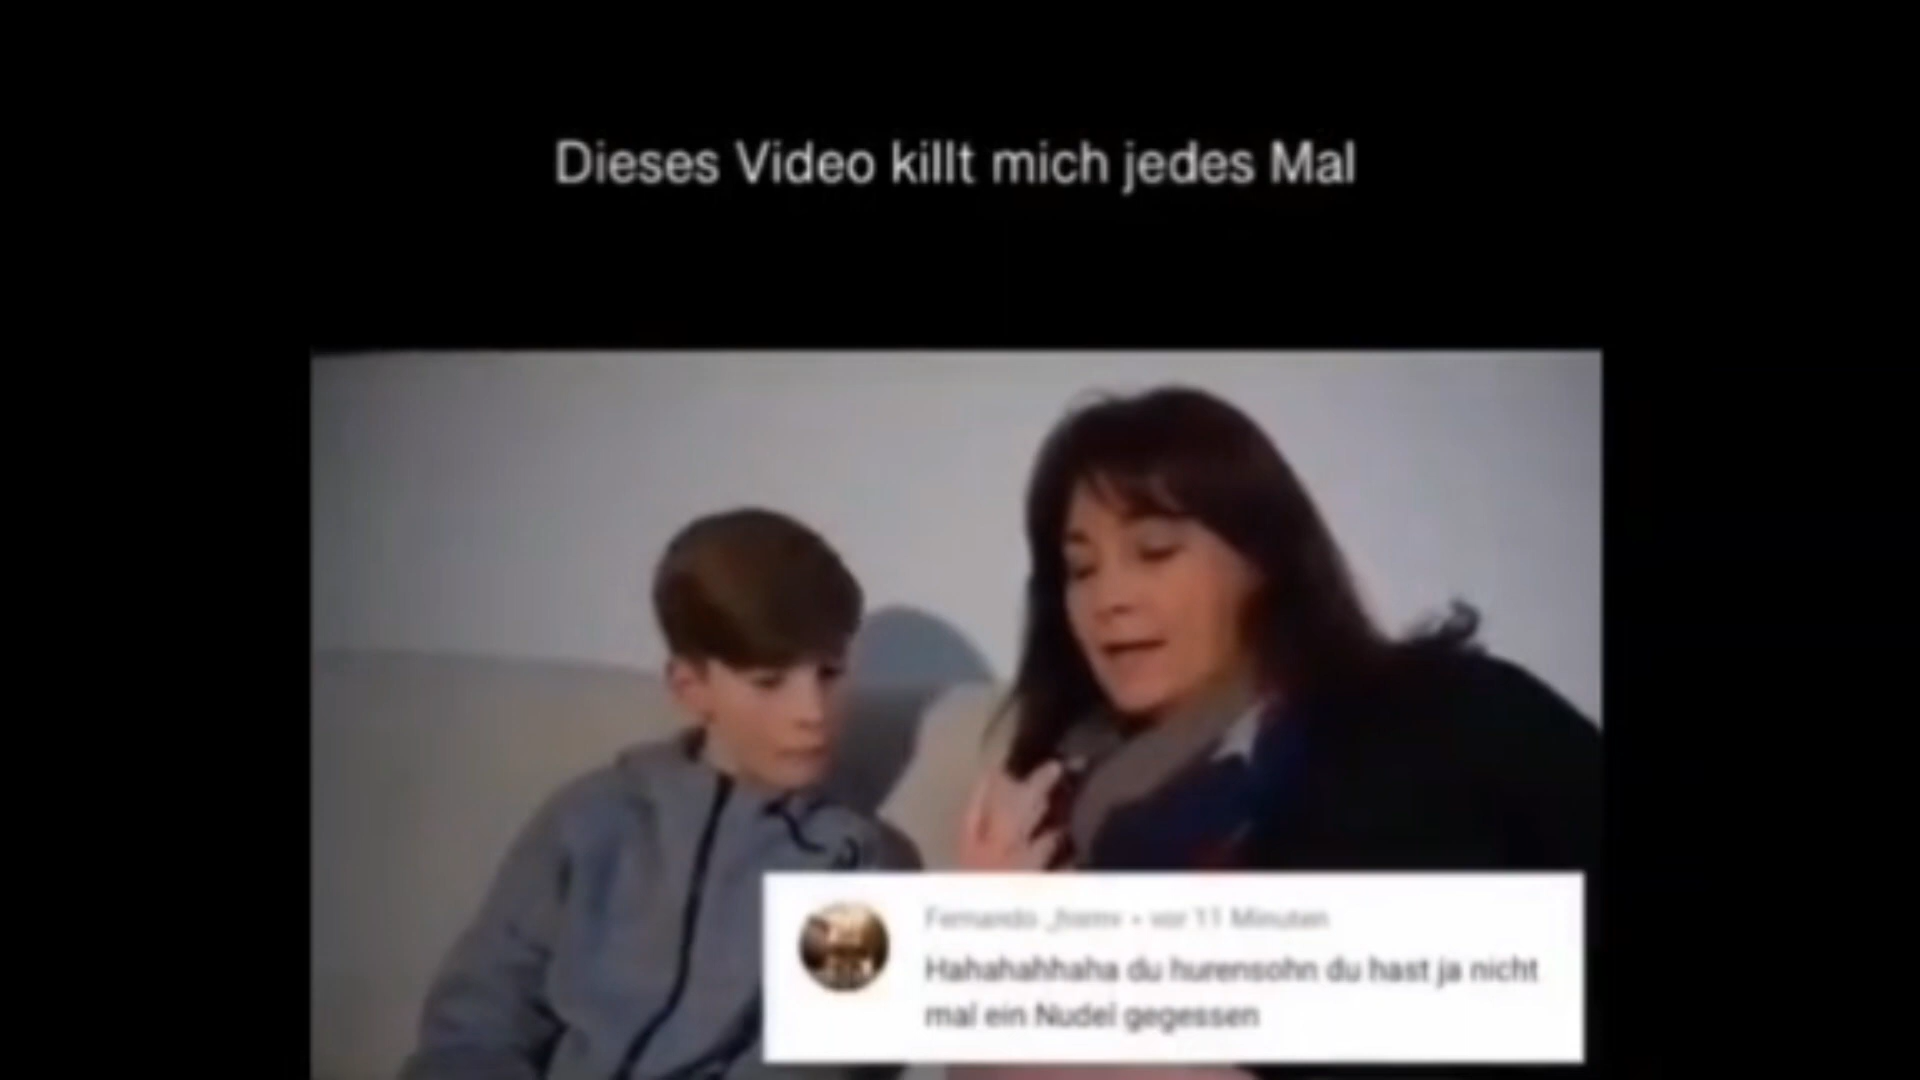 Dieses Video killt mich jedes Mal
Fernando vor 11 Minuten
Hahahahhaha du hurensohn du hast ja nicht
mal ein Nudel gegessen